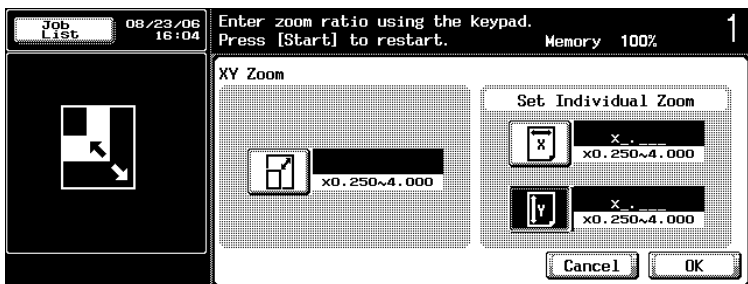 Job
List
08/23/06
16:04
Enter zoom ratio using the keypad.
Press [Start] to restart.
Memory 100%
1
XY Zoom
x0.250~4.000
Set Individual Zoom
X
x_.___
x0.250~4.000
Y
x_.___
x0.250~4.000
Cancel
OK